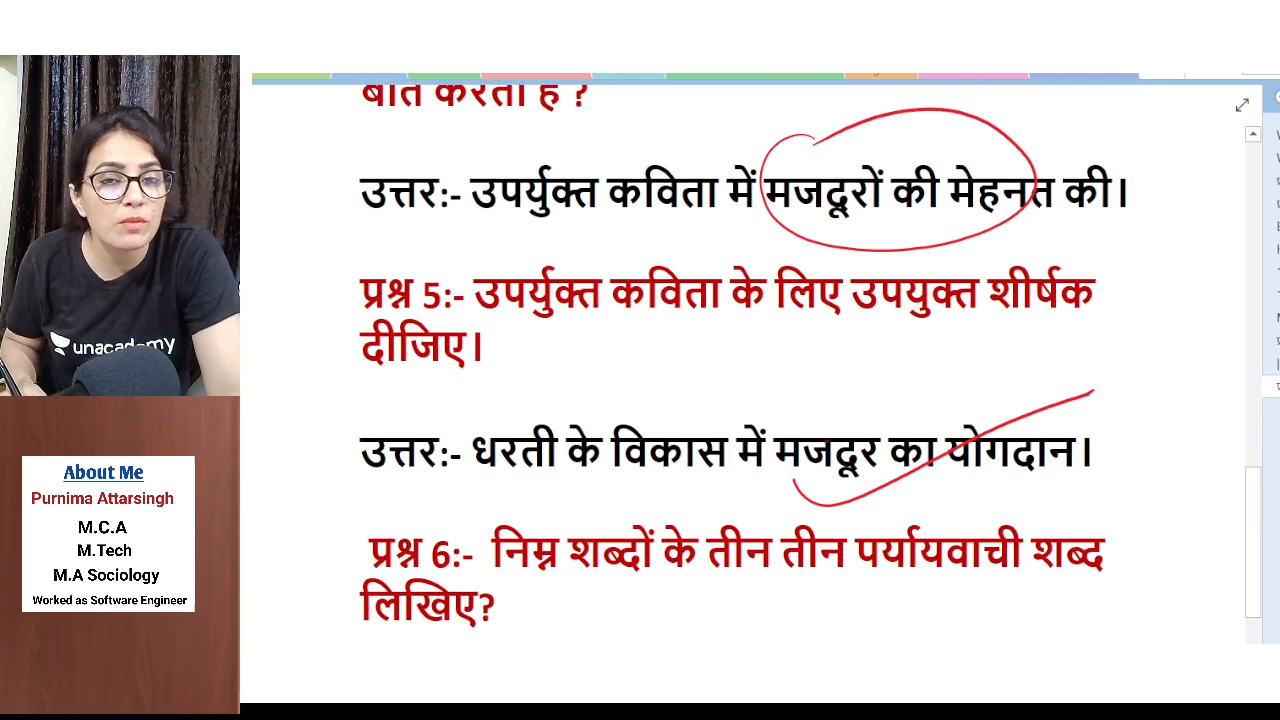 बात करता है ?
उत्तर:- उपर्युक्त कविता में मजदूरों की मेहनत की।
प्रश्न 5:- उपर्युक्त कविता के लिए उपयुक्त शीर्षक
दीजिए।
उत्तर:- धरती के विकास में मजदूर का योगदान।
प्रश्न 6:- निम्न शब्दों के तीन तीन पर्यायवाची शब्द
लिखिए?
unacademy
About Me
Purnima Attarsingh
M.C.A
M.Tech
M.A Sociology
Worked as Software Engineer